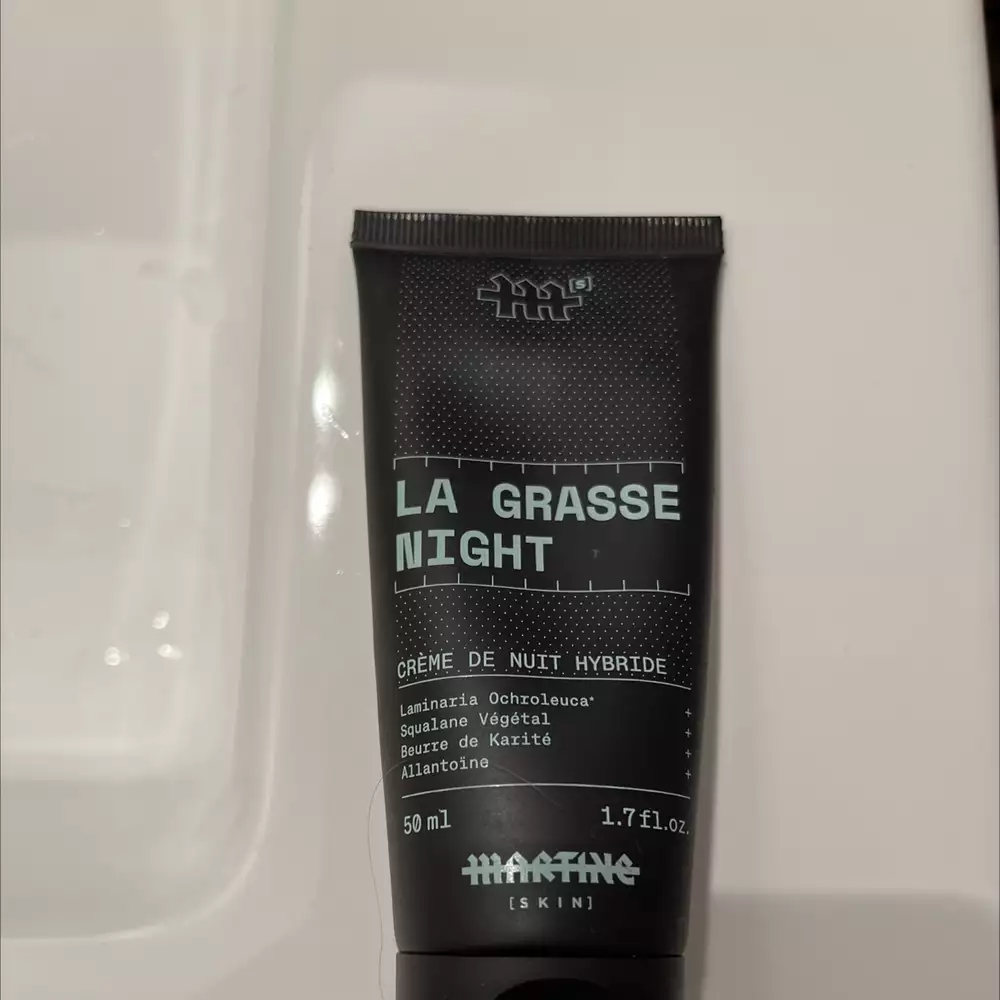 [S]
LA GRASSE
NIGHT
CRÈME DE NUIT HYBRIDE
Laminaria Ochroleuca* +
Squalane Végétal +
Beurre de Karité +
Allantoïne +
50 ml 1.7 fl.oz.
MARTINE
[SKIN]